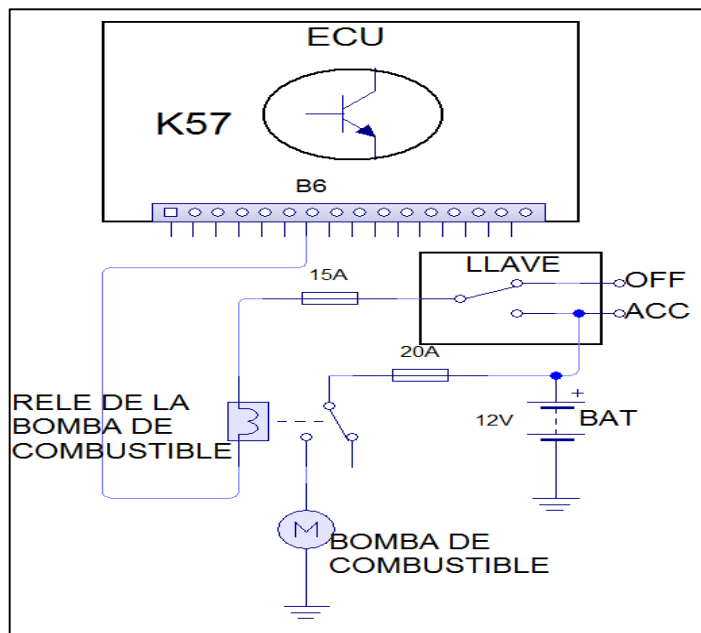 ECU
K57
B6
LLAVE
OFF
15A
ACC
20A
RELE DE LA
BOMBA DE
COMBUSTIBLE
12V
+
BAT
M
BOMBA DE
COMBUSTIBLE